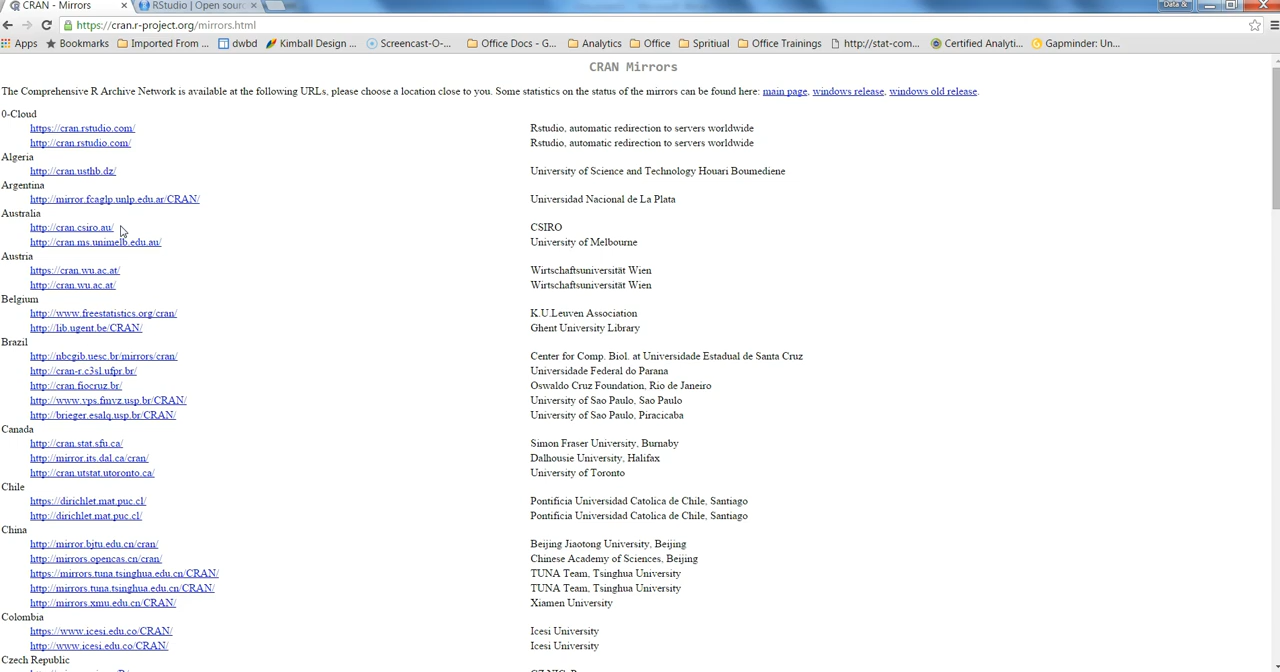 CRAN - Mirrors × RStudio | Open sourc ×
Data &
https://cran.r-project.org/mirrors.html
Apps Bookmarks Imported From ... dwbd Kimball Design ... Screencast-O-... Office Docs - G... Analytics Office Spritiual Office Trainings http://stat-com... Certified Analyti... Gapminder: Un...
CRAN Mirrors
The Comprehensive R Archive Network is available at the following URLs, please choose a location close to you. Some statistics on the status of the mirrors can be found here: main page, windows release, windows old release.
0-Cloud
https://cran.rstudio.com/ Rstudio, automatic redirection to servers worldwide
http://cran.rstudio.com/ Rstudio, automatic redirection to servers worldwide
Algeria
http://cran.usthb.dz/ University of Science and Technology Houari Boumediene
Argentina
http://mirror.fcaglp.unlp.edu.ar/CRAN/ Universidad Nacional de La Plata
Australia
http://cran.csiro.au/ CSIRO
http://cran.ms.unimelb.edu.au/ University of Melbourne
Austria
https://cran.wu.ac.at/ Wirtschaftsuniversität Wien
http://cran.wu.ac.at/ Wirtschaftsuniversität Wien
Belgium
http://www.freestatistics.org/cran/ K.U.Leuven Association
http://lib.ugent.be/CRAN/ Ghent University Library
Brazil
http://nbcgib.uesc.br/mirrors/cran/ Center for Comp. Biol. at Universidade Estadual de Santa Cruz
http://cran-r.c3sl.ufpr.br/ Universidade Federal do Parana
http://cran.fiocruz.br/ Oswaldo Cruz Foundation, Rio de Janeiro
http://www.vps.fmvz.usp.br/CRAN/ University of Sao Paulo, Sao Paulo
http://brieger.esalq.usp.br/CRAN/ University of Sao Paulo, Piracicaba
Canada
http://cran.stat.sfu.ca/ Simon Fraser University, Burnaby
http://mirror.its.dal.ca/cran/ Dalhousie University, Halifax
http://cran.utstat.utoronto.ca/ University of Toronto
Chile
https://dirichlet.mat.puc.cl/ Pontificia Universidad Catolica de Chile, Santiago
http://dirichlet.mat.puc.cl/ Pontificia Universidad Catolica de Chile, Santiago
China
http://mirror.bjtu.edu.cn/cran/ Beijing Jiaotong University, Beijing
http://mirrors.opencas.cn/cran/ Chinese Academy of Sciences, Beijing
https://mirrors.tuna.tsinghua.edu.cn/CRAN/ TUNA Team, Tsinghua University
http://mirrors.tuna.tsinghua.edu.cn/CRAN/ TUNA Team, Tsinghua University
http://mirrors.xmu.edu.cn/CRAN/ Xiamen University
Colombia
https://www.icesi.edu.co/CRAN/ Icesi University
http://www.icesi.edu.co/CRAN/ Icesi University
Czech Republic